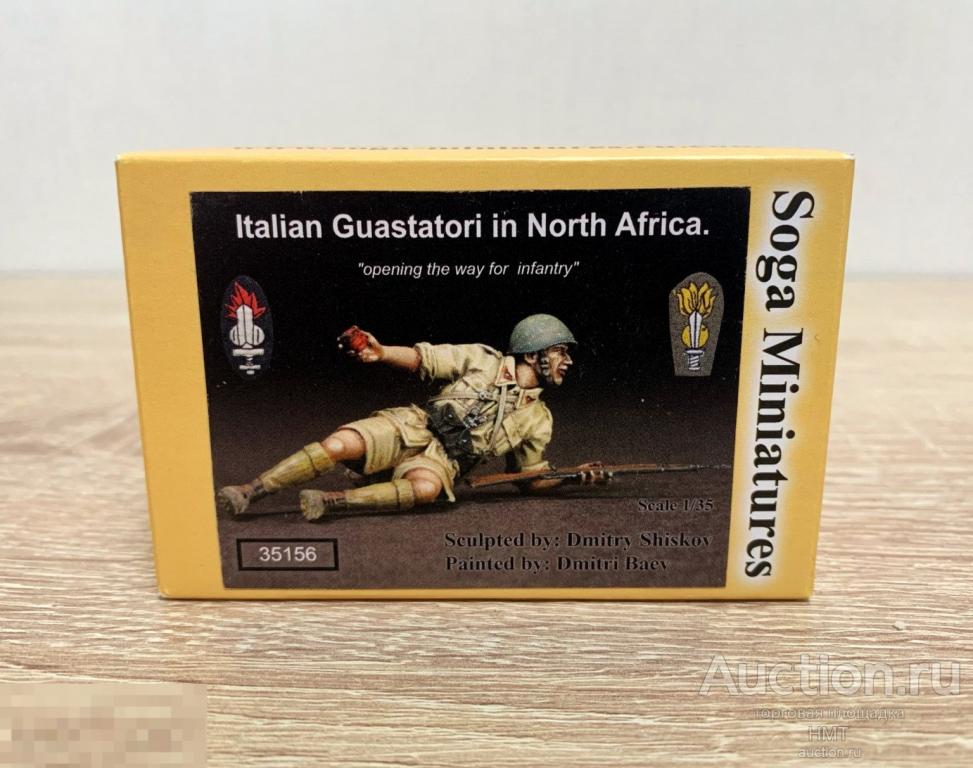 Italian Guastatori in North Africa.
"opening the way for infantry"
Scale 1/35
Sculpted by: Dmitry Shiskov
Painted by: Dmitri Baev
35156
Soga Miniatures
Auction.ru
торговая площадка
НМТ
auction.ru